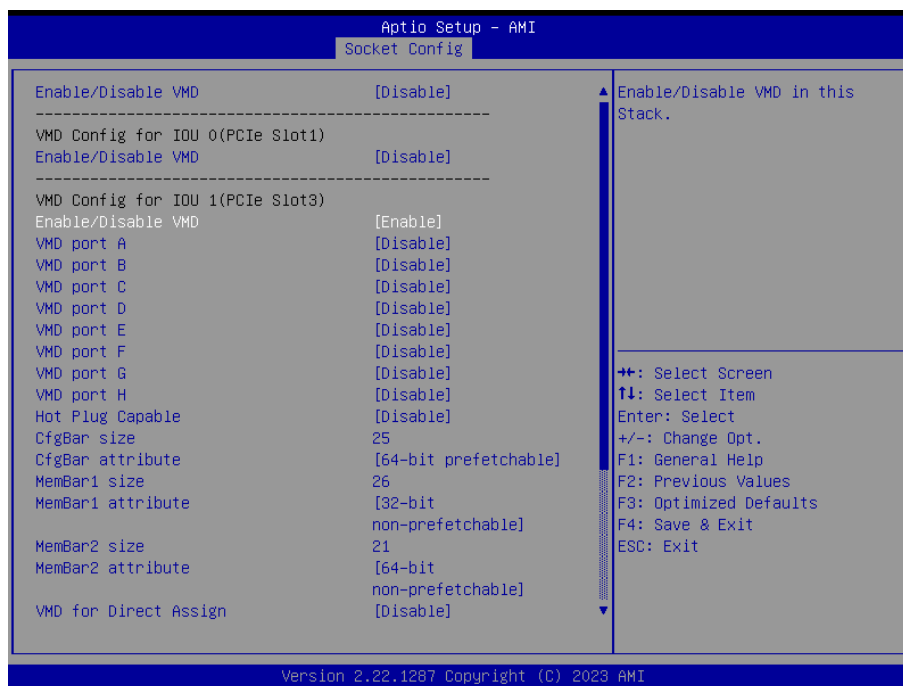 Aptio Setup – AMI
Socket Config
Enable/Disable VMD [Disable]
--------------------------------------------------
VMD Config for IOU 0(PCIe Slot1)
Enable/Disable VMD [Disable]
--------------------------------------------------
VMD Config for IOU 1(PCIe Slot3)
Enable/Disable VMD [Enable]
VMD port A [Disable]
VMD port B [Disable]
VMD port C [Disable]
VMD port D [Disable]
VMD port E [Disable]
VMD port F [Disable]
VMD port G [Disable]
VMD port H [Disable]
Hot Plug Capable [Disable]
CfgBar size 25
CfgBar attribute [64-bit prefetchable]
MemBar1 size 26
MemBar1 attribute [32-bit
non-prefetchable]
MemBar2 size 21
MemBar2 attribute [64-bit
non-prefetchable]
VMD for Direct Assign [Disable]
Enable/Disable VMD in this
Stack.
→←: Select Screen
↑↓: Select Item
Enter: Select
+/-: Change Opt.
F1: General Help
F2: Previous Values
F3: Optimized Defaults
F4: Save & Exit
ESC: Exit
Version 2.22.1287 Copyright (C) 2023 AMI